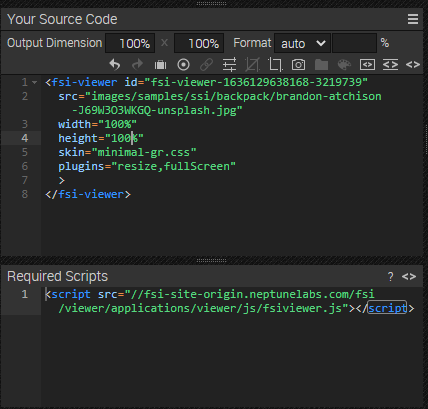 Your Source Code
Output Dimension 100% x 100% Format auto %
1 <fsi-viewer id="fsi-viewer-1636129638168-3219739"
2 src="images/samples/ssi/backpack/brandon-atchison
-J69W3O3WKGQ-unsplash.jpg"
3 width="100%"
4 height="100%"
5 skin="minimal-gr.css"
6 plugins="resize,fullScreen"
7 >
8 </fsi-viewer>
Required Scripts ? <>
1 <script src="//fsi-site-origin.neptunelabs.com/fsi
/viewer/applications/viewer/js/fsiviewer.js"></script>